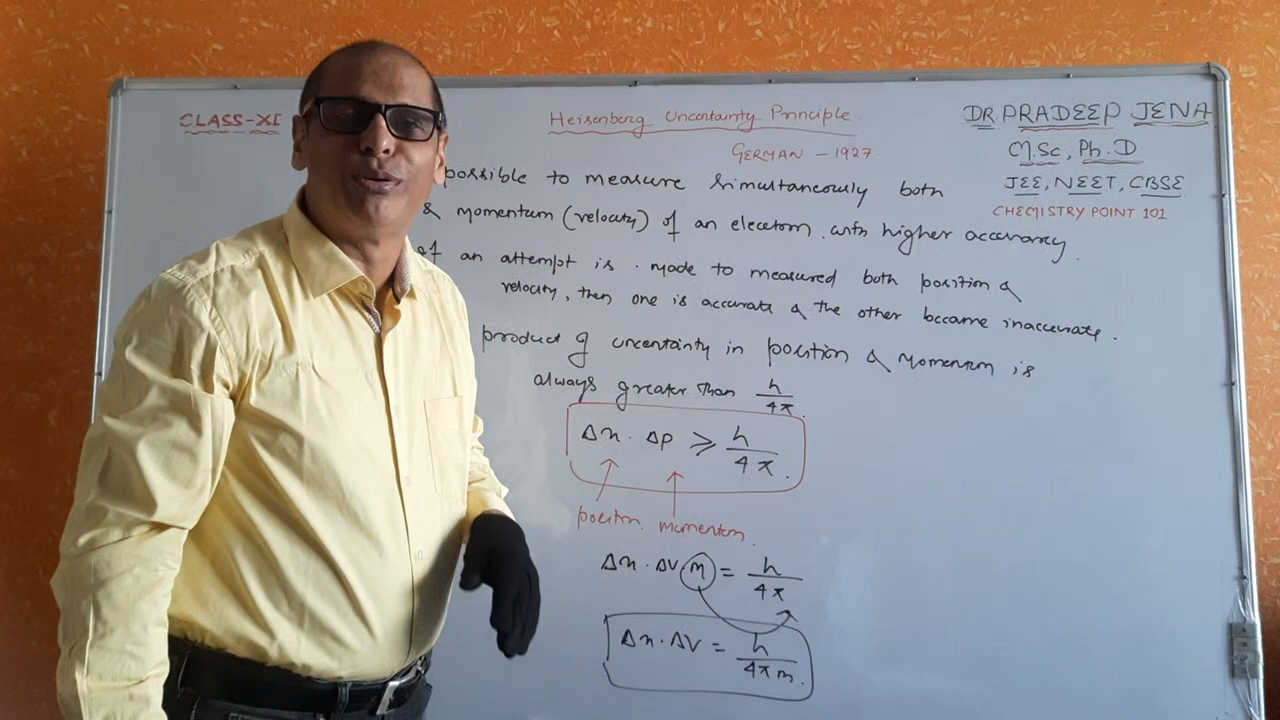 CLASS-XI
Heisenberg Uncertainty Principle
GERMAN - 1927
DR PRADEEP JENA
M.Sc, Ph.D
JEE, NEET, CBSE
CHEMISTRY POINT 101
possible to measure simultaneously both
& momentum (velocity) of an electron with higher accuracy.
of an attempt is made to measured both position &
velocity, then one is accurate & the other became inaccurate.
product of uncertainty in position & momentum is
always greater than h/4π
Δx. Δp ≥ h/4π.
position momentum
Δx. ΔV m = h/4π
Δx. ΔV = h/4πm.